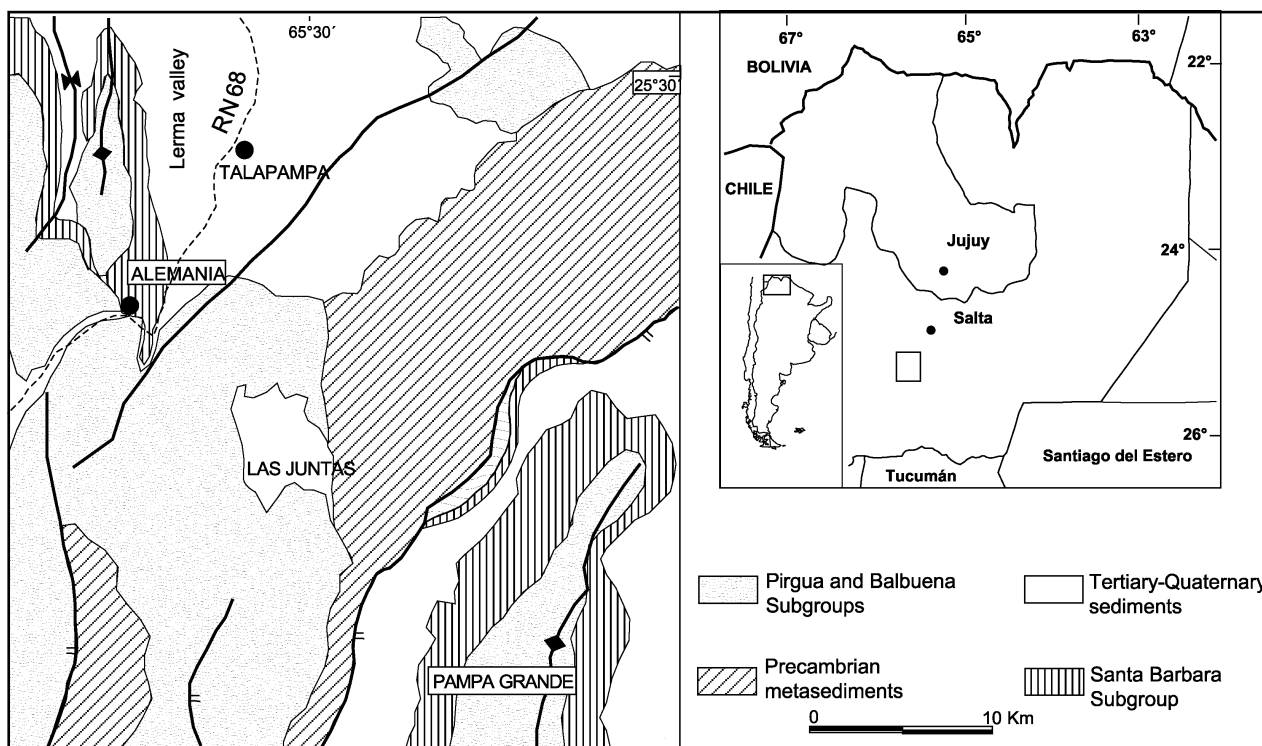 65°30´
25°30´
Lerma valley
RN 68
TALAPAMPA
ALEMANIA
LAS JUNTAS
PAMPA GRANDE
67°
65°
63°
BOLIVIA
22°
CHILE
Jujuy
24°
Salta
26°
Santiago del Estero
Tucumán
Pirgua and Balbuena
Subgroups
Tertiary-Quaternary
sediments
Precambrian
metasediments
Santa Barbara
Subgroup
0
10 Km